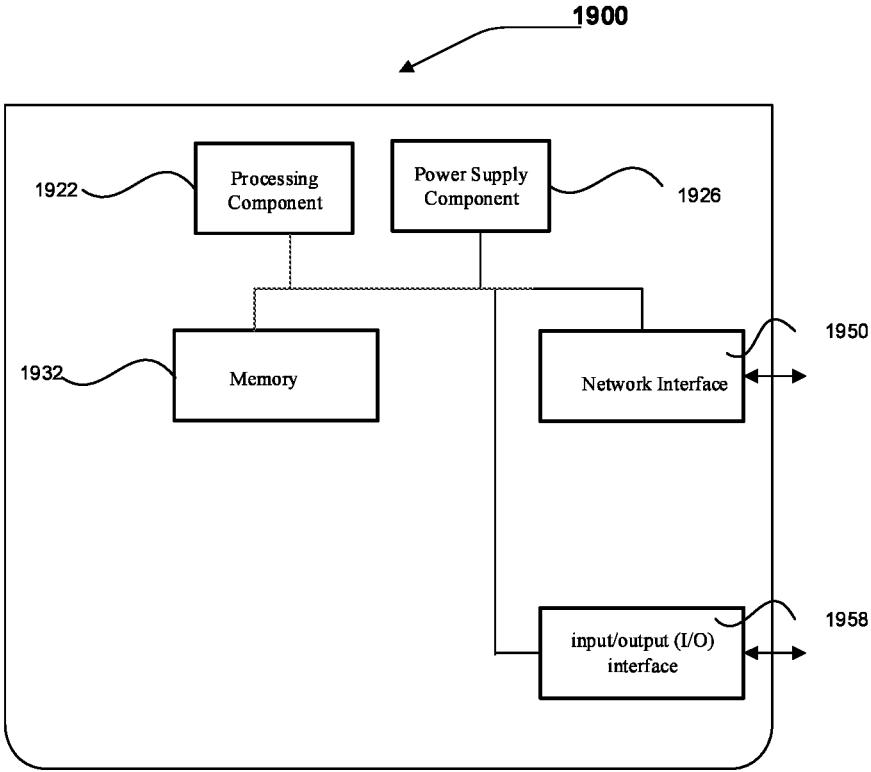 1900
Processing
Component
1922
Power Supply
Component
1926
Memory
1932
Network Interface
1950
input/output (I/O)
interface
1958